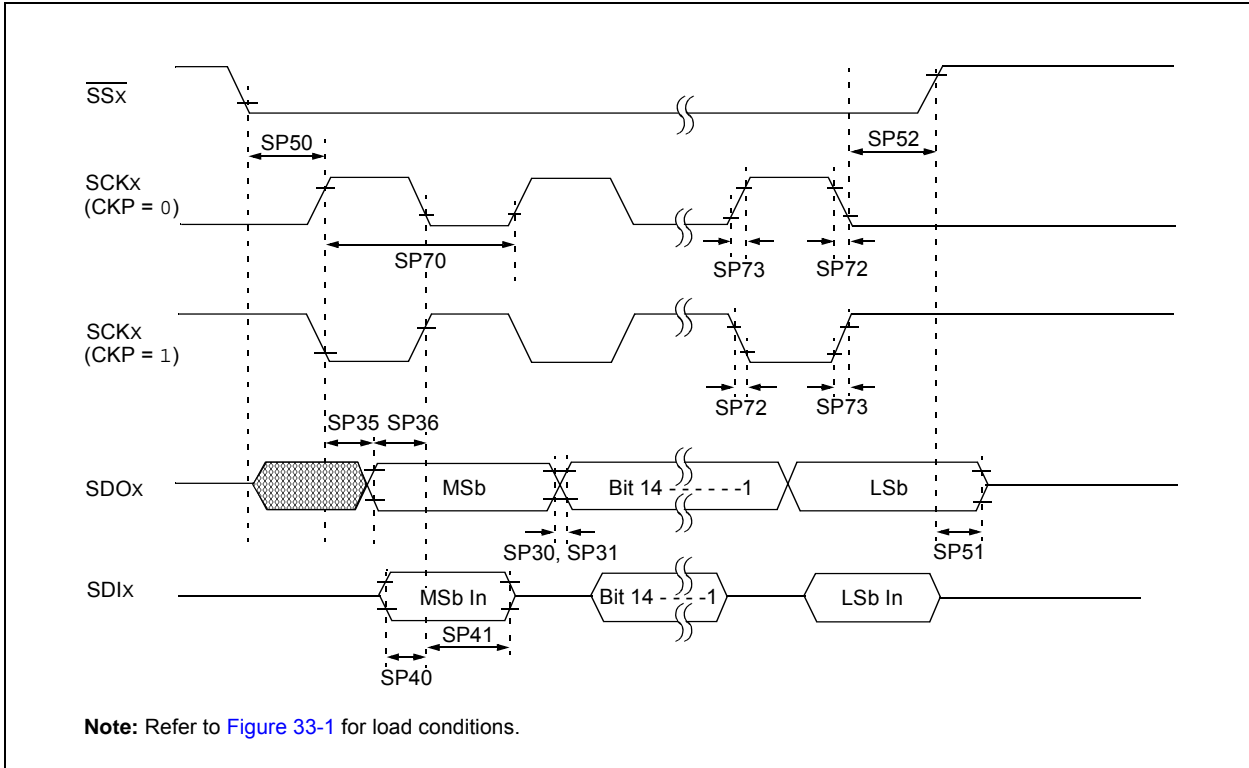 SSx
SP50
SP52
SCKx
(CKP = 0)
SP70
SP73
SP72
SCKx
(CKP = 1)
SP72
SP73
SP35
SP36
SDOx
MSb
Bit 14 - - - - - -1
LSb
SP30, SP31
SP51
SDIx
MSb In
Bit 14 - - - -1
LSb In
SP41
SP40
Note: Refer to Figure 33-1 for load conditions.